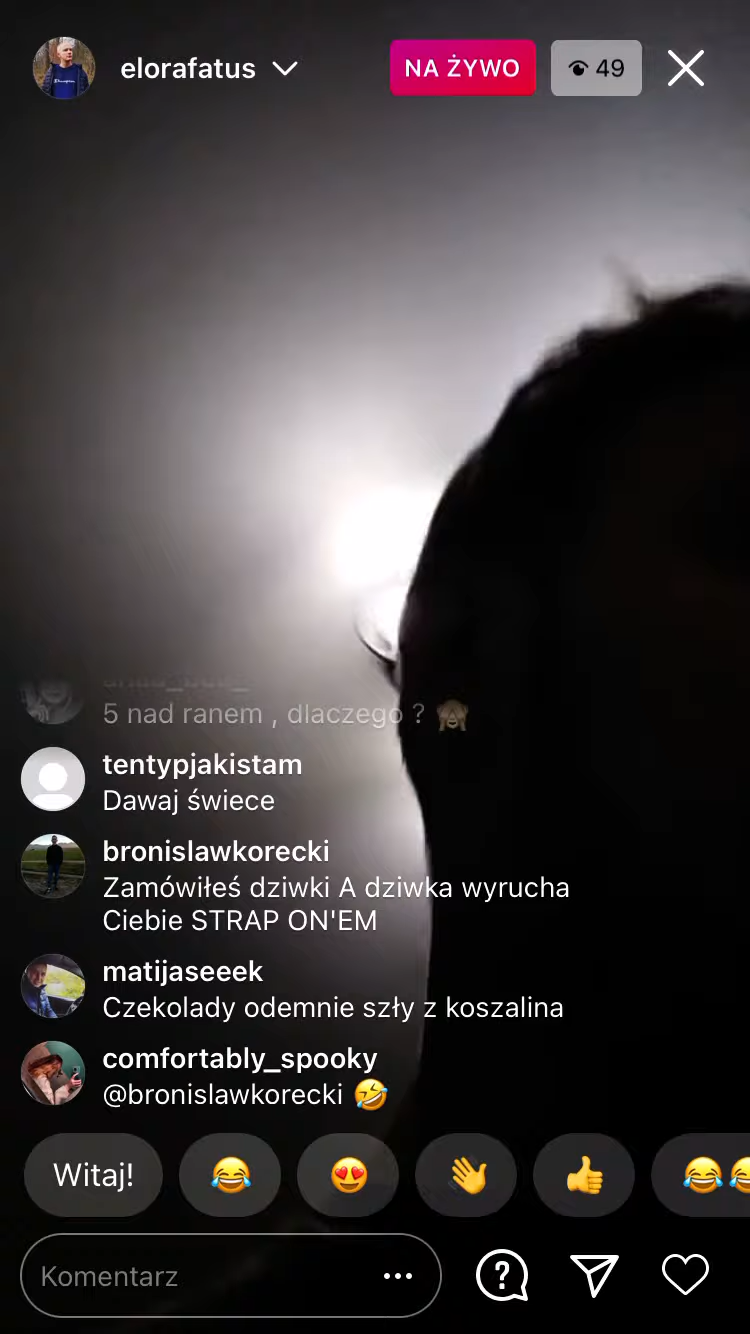 elorafatus
NA ŻYWO
49
5 nad ranem , dlaczego ? 🙈
tentypjakistam
Dawaj świece
bronislawkorecki
Zamówiłeś dziwki A dziwka wyrucha
Ciebie STRAP ON'EM
matijaseeek
Czekolady odemnie szły z koszalina
comfortably_spooky
@bronislawkorecki 🤣
Witaj! 😂 😍 👋 👍 😂😂
Komentarz